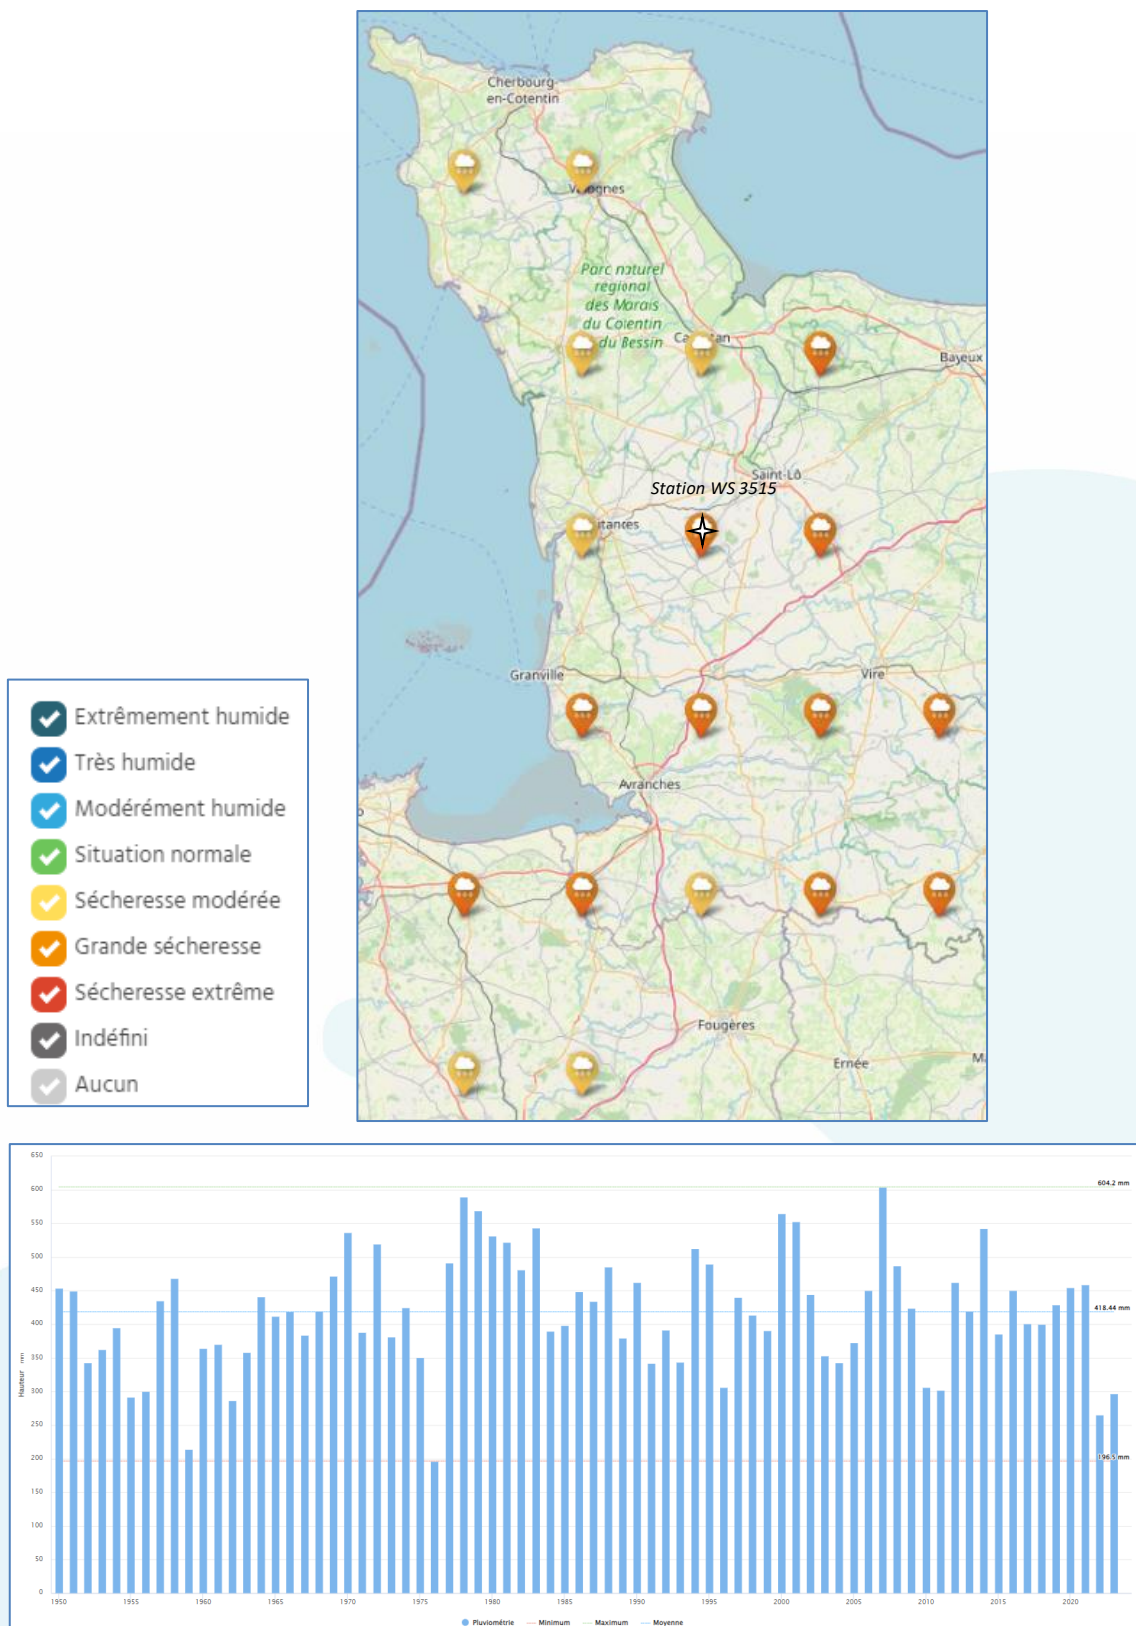 Cherbourg-
en-Cotentin
Parc naturel
régional
des Marais
du Cotentin
du Bessin
Bayeux
Saint-Lô
Station WS 3515
Granville
Vire
Avranches
Fougères
Ernée
Extrêmement humide
Très humide
Modérément humide
Situation normale
Sécheresse modérée
Grande sécheresse
Sécheresse extrême
Indéfini
Aucun
650
604.2 mm
600
550
500
450
418.44 mm
400
350
Hauteur mm
300
250
200
196.5 mm
150
100
50
0
1950 1955 1960 1965 1970 1975 1980 1985 1990 1995 2000 2005 2010 2015 2020
Pluviométrie Minimum Maximum Moyenne